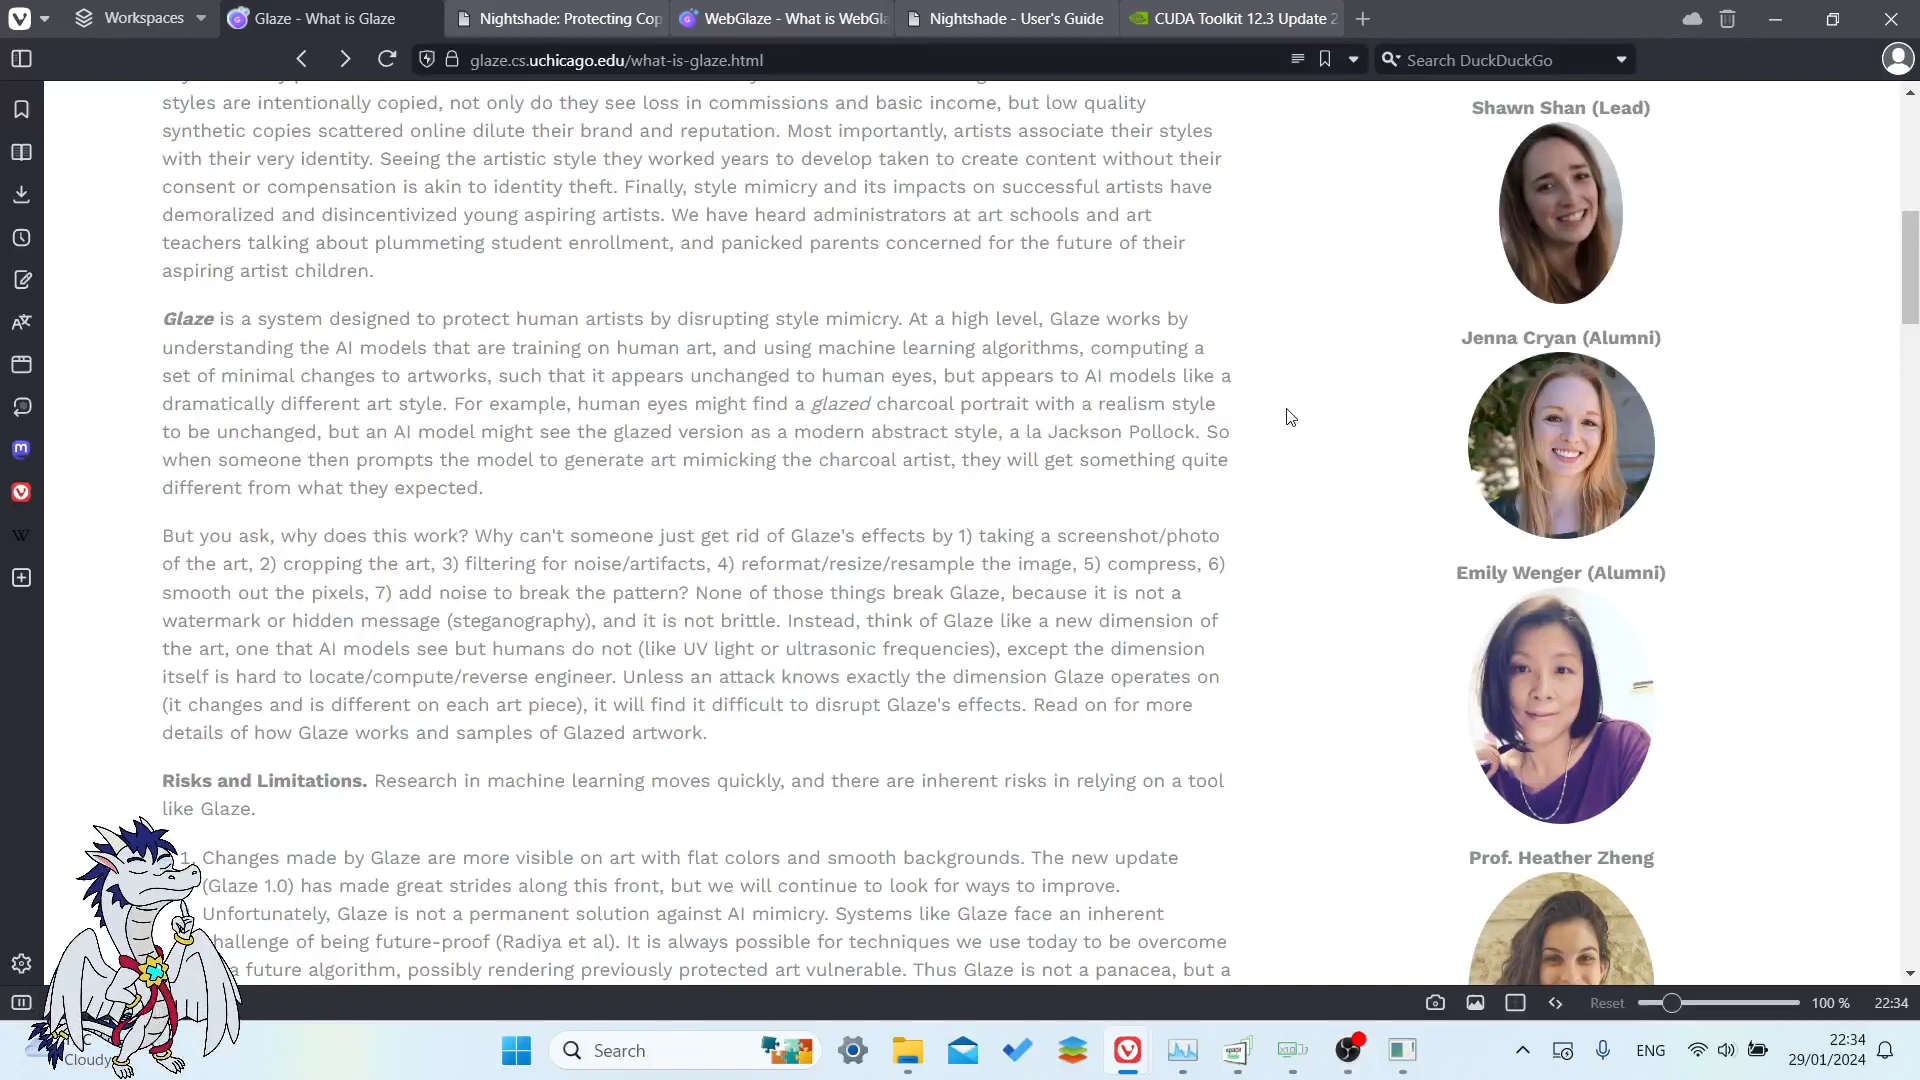 Workspaces
Glaze - What is Glaze
Nightshade: Protecting Cop
WebGlaze - What is WebGla
Nightshade - User's Guide
CUDA Toolkit 12.3 Update 2
glaze.cs.uchicago.edu/what-is-glaze.html
Search DuckDuckGo
styles are intentionally copied, not only do they see loss in commissions and basic income, but low quality
synthetic copies scattered online dilute their brand and reputation. Most importantly, artists associate their styles
with their very identity. Seeing the artistic style they worked years to develop taken to create content without their
consent or compensation is akin to identity theft. Finally, style mimicry and its impacts on successful artists have
demoralized and disincentivized young aspiring artists. We have heard administrators at art schools and art
teachers talking about plummeting student enrollment, and panicked parents concerned for the future of their
aspiring artist children.
Glaze is a system designed to protect human artists by disrupting style mimicry. At a high level, Glaze works by
understanding the AI models that are training on human art, and using machine learning algorithms, computing a
set of minimal changes to artworks, such that it appears unchanged to human eyes, but appears to AI models like a
dramatically different art style. For example, human eyes might find a glazed charcoal portrait with a realism style
to be unchanged, but an AI model might see the glazed version as a modern abstract style, a la Jackson Pollock. So
when someone then prompts the model to generate art mimicking the charcoal artist, they will get something quite
different from what they expected.
But you ask, why does this work? Why can't someone just get rid of Glaze's effects by 1) taking a screenshot/photo
of the art, 2) cropping the art, 3) filtering for noise/artifacts, 4) reformat/resize/resample the image, 5) compress, 6)
smooth out the pixels, 7) add noise to break the pattern? None of those things break Glaze, because it is not a
watermark or hidden message (steganography), and it is not brittle. Instead, think of Glaze like a new dimension of
the art, one that AI models see but humans do not (like UV light or ultrasonic frequencies), except the dimension
itself is hard to locate/compute/reverse engineer. Unless an attack knows exactly the dimension Glaze operates on
(it changes and is different on each art piece), it will find it difficult to disrupt Glaze's effects. Read on for more
details of how Glaze works and samples of Glazed artwork.
Risks and Limitations. Research in machine learning moves quickly, and there are inherent risks in relying on a tool
like Glaze.
1. Changes made by Glaze are more visible on art with flat colors and smooth backgrounds. The new update
(Glaze 1.0) has made great strides along this front, but we will continue to look for ways to improve.
Unfortunately, Glaze is not a permanent solution against AI mimicry. Systems like Glaze face an inherent
challenge of being future-proof (Radiya et al). It is always possible for techniques we use today to be overcome
a future algorithm, possibly rendering previously protected art vulnerable. Thus Glaze is not a panacea, but a
Shawn Shan (Lead)
Jenna Cryan (Alumni)
Emily Wenger (Alumni)
Prof. Heather Zheng
Reset
100 %
22:34
Cloudy
Search
ENG
22:34
29/01/2024